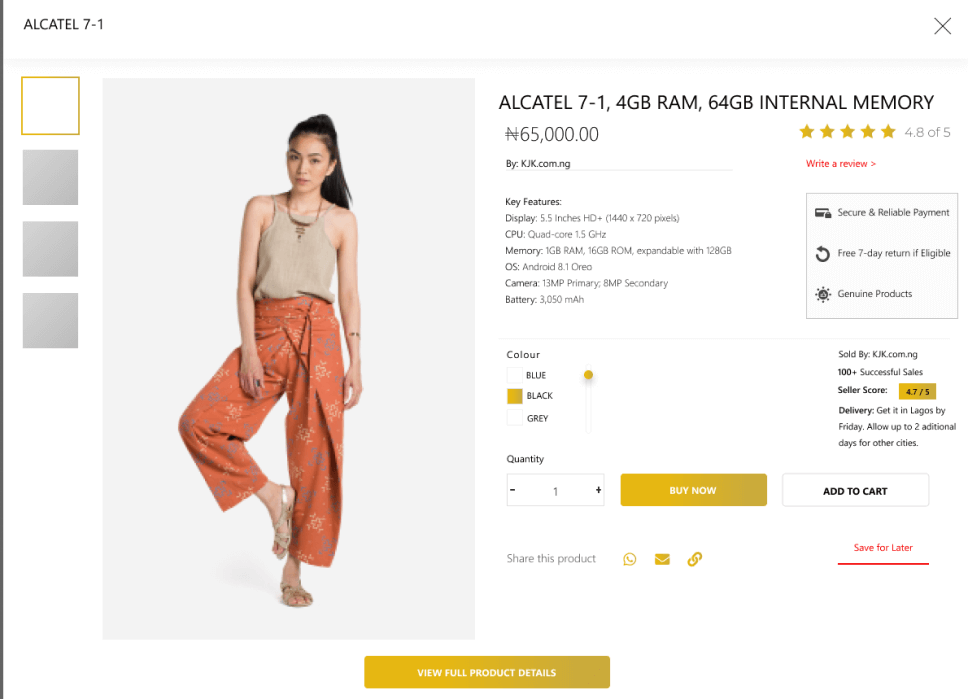 ALCATEL 7-1
ALCATEL 7-1, 4GB RAM, 64GB INTERNAL MEMORY
₦65,000.00
4.8 of 5
By: KJK.com.ng
Write a review >
Key Features:
Display: 5.5 Inches HD+ (1440 x 720 pixels)
CPU: Quad-core 1.5 GHz
Memory: 1GB RAM, 16GB ROM, expandable with 128GB
OS: Android 8.1 Oreo
Camera: 13MP Primary; 8MP Secondary
Battery: 3,050 mAh
Secure & Reliable Payment
Free 7-day return if Eligible
Genuine Products
Colour
BLUE
BLACK
GREY
Sold By: KJK.com.ng
100+ Successful Sales
Seller Score: 4.7 / 5
Delivery: Get it in Lagos by
Friday. Allow up to 2 aditional
days for other cities.
Quantity
- 1 +
BUY NOW
ADD TO CART
Share this product
Save for Later
VIEW FULL PRODUCT DETAILS